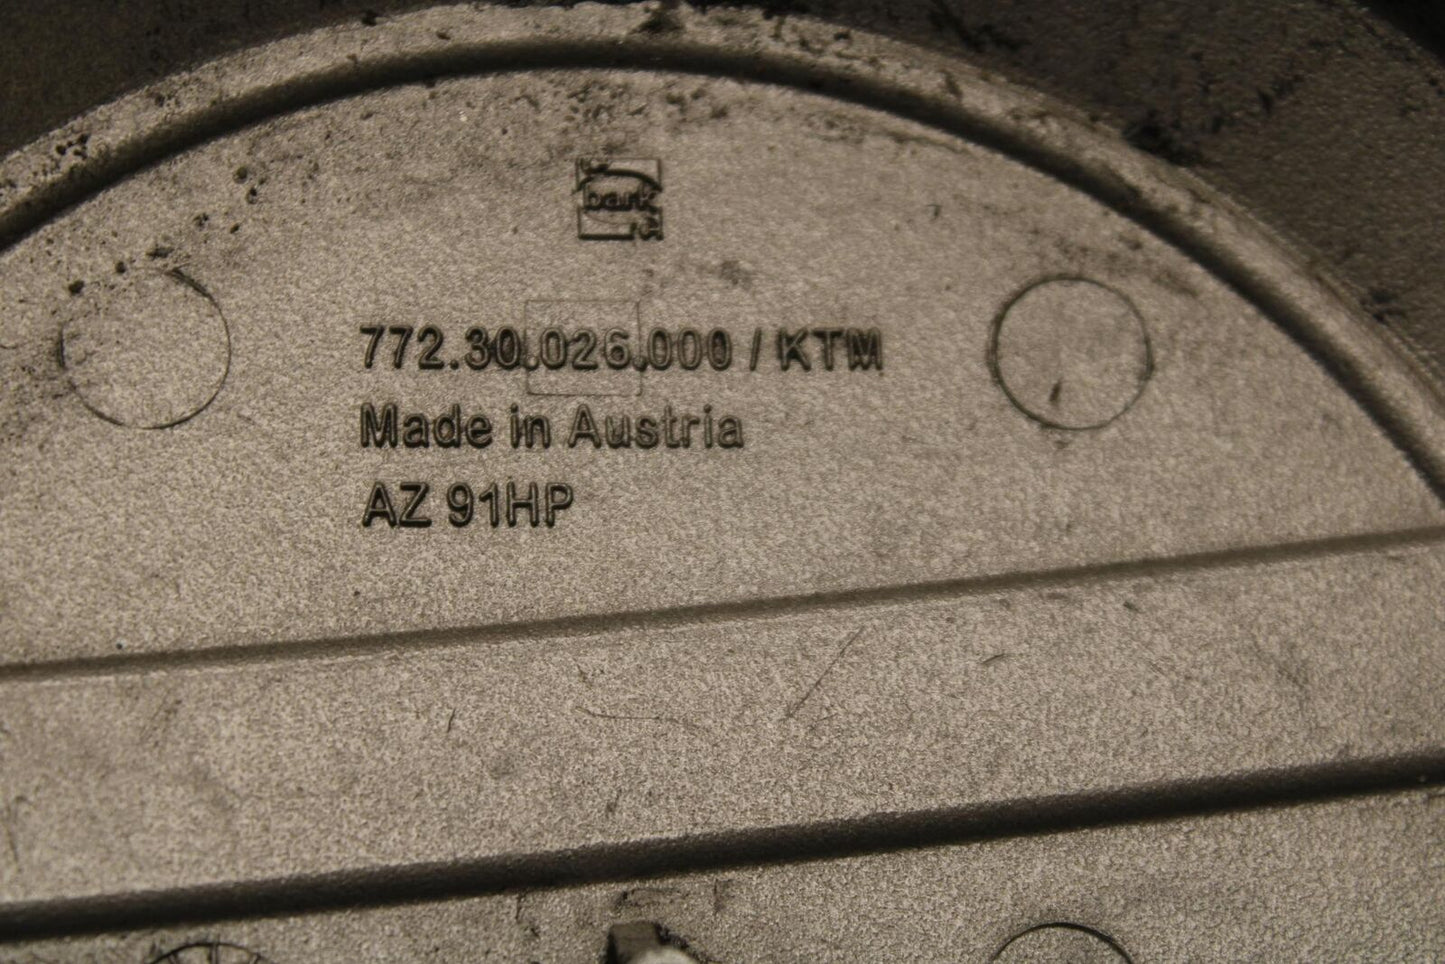 bark
772.30.026.000 / KTM
Made in Austria
AZ 91HP